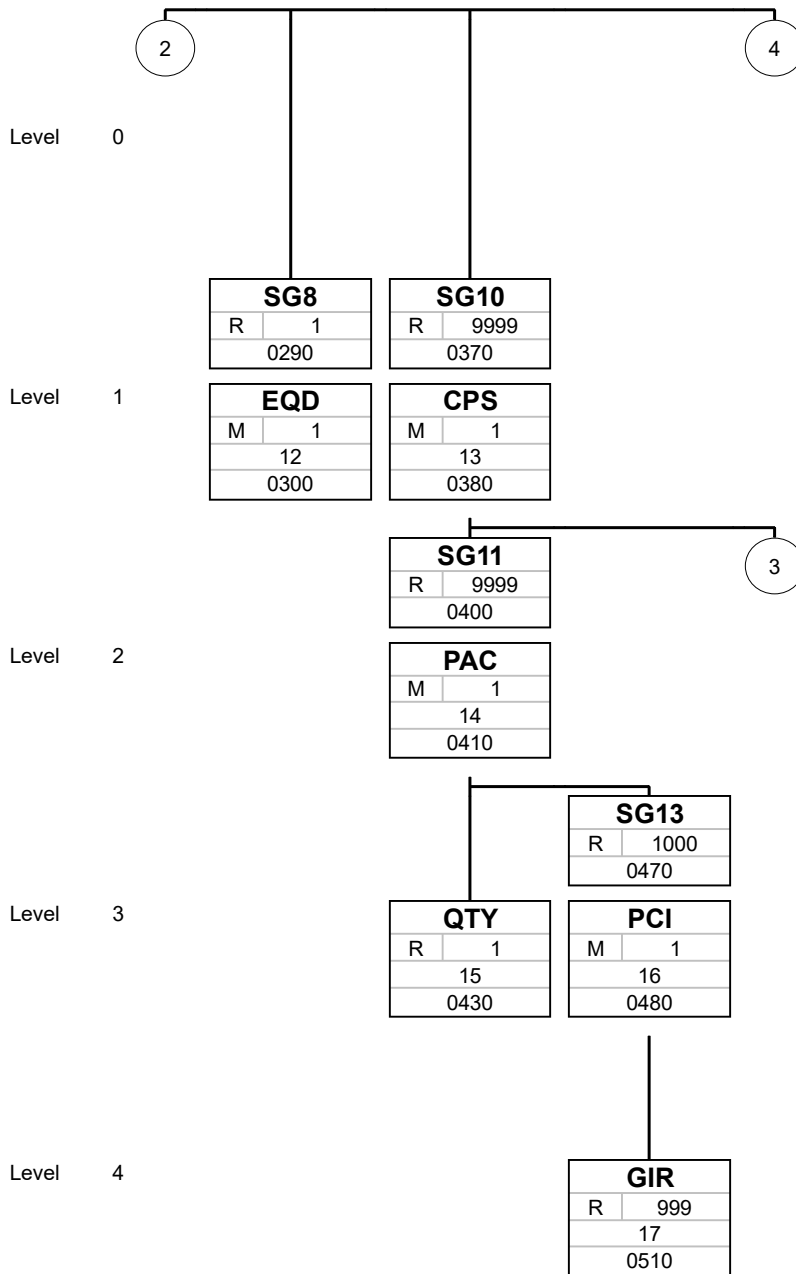 2
4
Level 0
SG8
R 1
0290
SG10
R 9999
0370
Level 1
EQD
M 1
12
0300
CPS
M 1
13
0380
SG11
R 9999
0400
3
Level 2
PAC
M 1
14
0410
SG13
R 1000
0470
Level 3
QTY
R 1
15
0430
PCI
M 1
16
0480
Level 4
GIR
R 999
17
0510